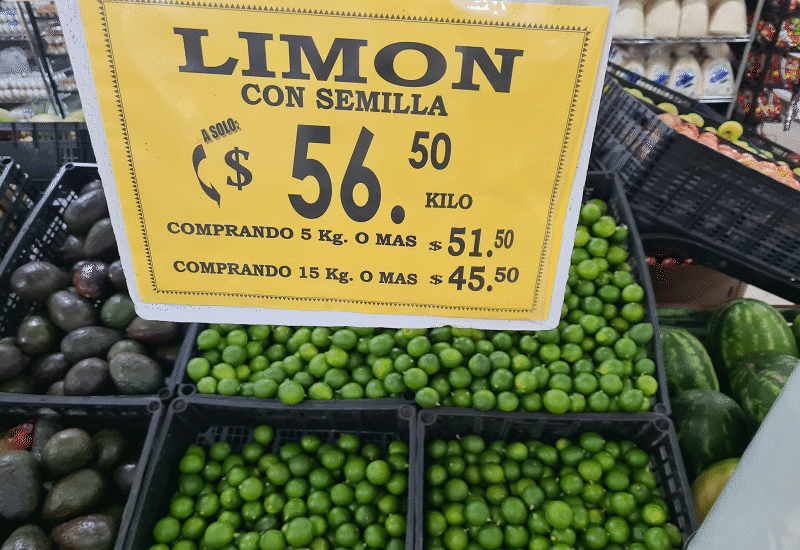 LIMON
CON SEMILLA
A SOLO:
$ 56.50
KILO
COMPRANDO 5 Kg. O MAS $ 51.50
COMPRANDO 15 Kg. O MAS $ 45.50